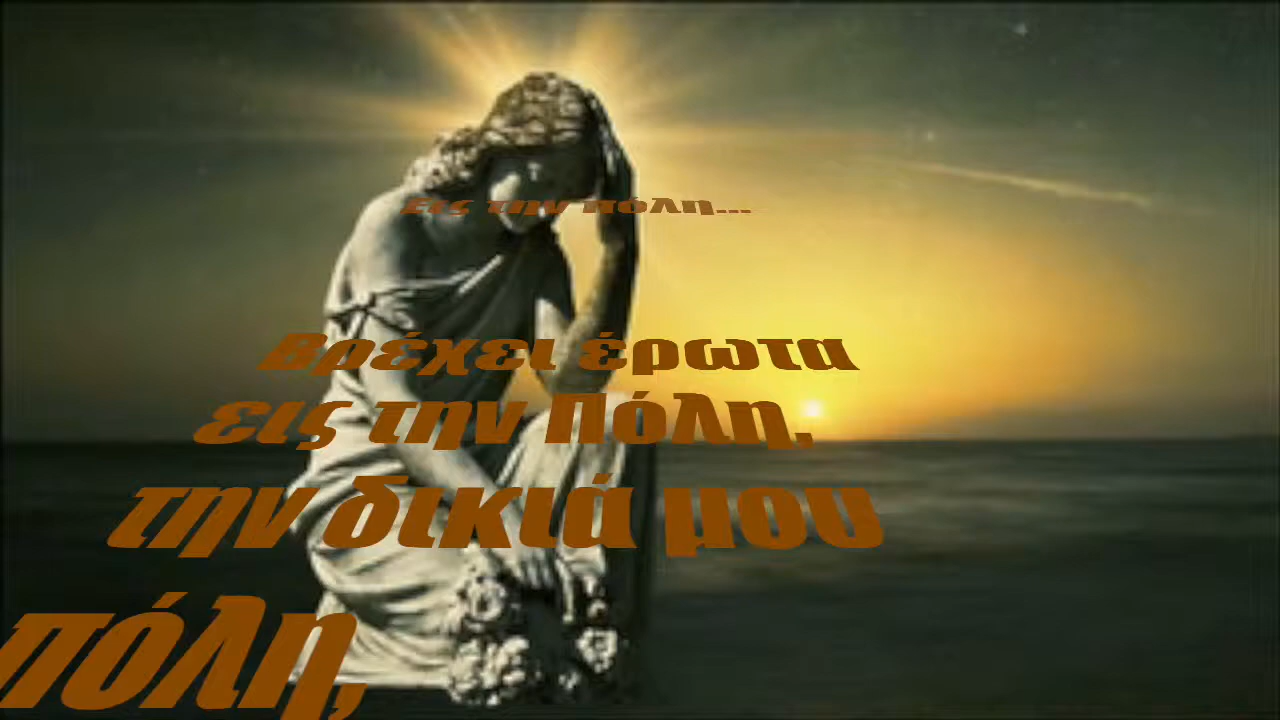 Εις την πόλη...
Βρέχει έρωτα
εις την Πόλη,
την δικιά μου
πόλη,